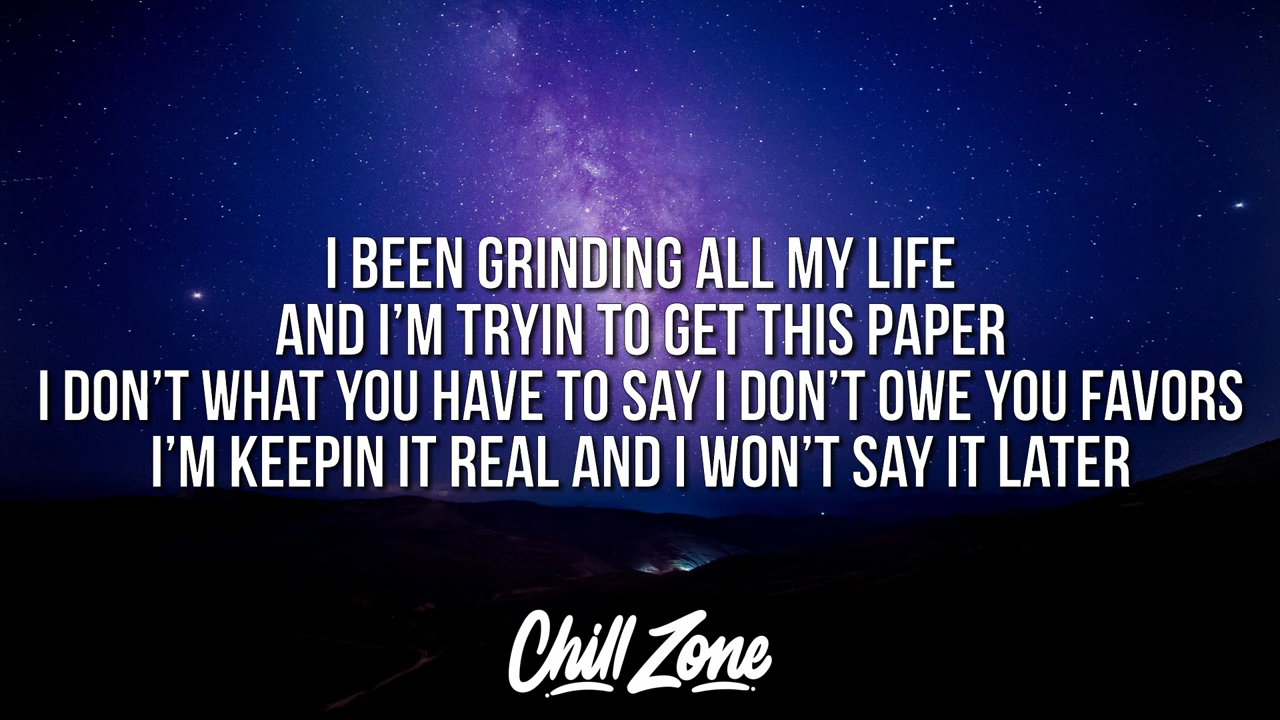 I BEEN GRINDING ALL MY LIFE
AND I'M TRYIN TO GET THIS PAPER
I DON'T WHAT YOU HAVE TO SAY I DON'T OWE YOU FAVORS
I'M KEEPIN IT REAL AND I WON'T SAY IT LATER
Chill Zone